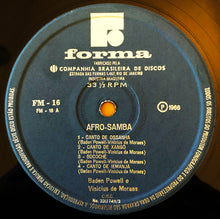 forma
FABRICADO PELA
COMPANHIA BRASILEIRA DE DISCOS
ESTRADA DAS FURNAS 1467, RIO DE JANEIRO
INDÚSTRIA BRASILEIRA
33⅓ RPM
FM - 16
FM - 16 A
Ⓟ 1966
AFRO-SAMBA
1 - CANTO DE OSSANHA
(Baden Powell-Vinicius de Moraes)
2 - CANTO DE XANGÔ
(Baden Powell-Vinicius de Moraes)
3 - BOCOCHÊ
(Baden Powell-Vinicius de Moraes)
4 - CANTO DE IEMANJÁ
(Baden Powell-Vinicius de Moraes)
Baden Powell e
Vinicius de Moraes